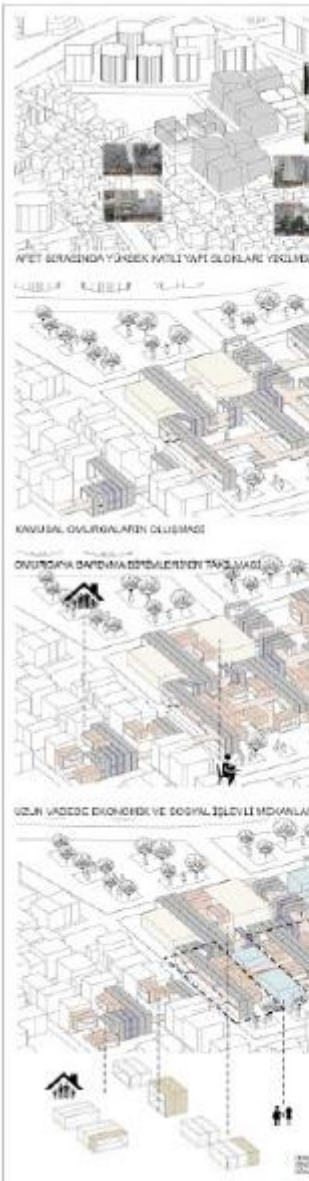 AFET SIRASINDA YÜKSEK KATLI YAPI BLOKLARI
KAMUSAL OMURGALARIN OLUŞMASI
OMURGAYA BARINMA BİRİMLERİNİN TAKILMASI
UZUN VADEDE EKONOMİK VE SOSYAL İŞLEVLİ